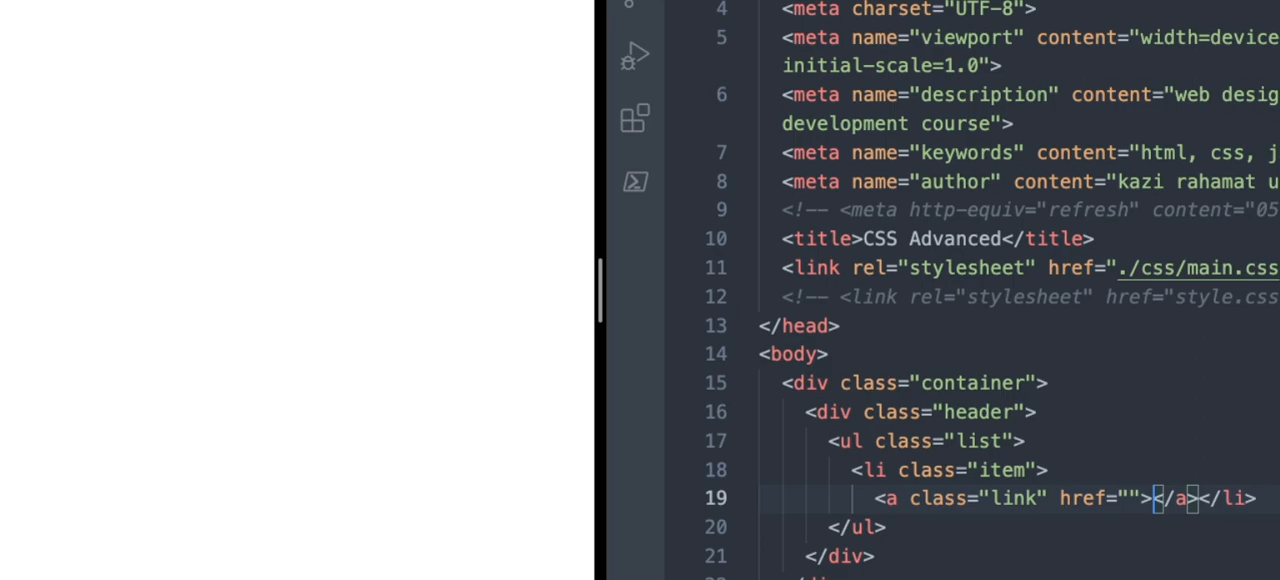 4 <meta charset="UTF-8">
5 <meta name="viewport" content="width=device
initial-scale=1.0">
6 <meta name="description" content="web desig
development course">
7 <meta name="keywords" content="html, css, j
8 <meta name="author" content="kazi rahamat u
9 <!-- <meta http-equiv="refresh" content="05
10 <title>CSS Advanced</title>
11 <link rel="stylesheet" href="./css/main.css
12 <!-- <link rel="stylesheet" href="style.css
13 </head>
14 <body>
15 <div class="container">
16 <div class="header">
17 <ul class="list">
18 <li class="item">
19 <a class="link" href=""></a></li>
20 </ul>
21 </div>